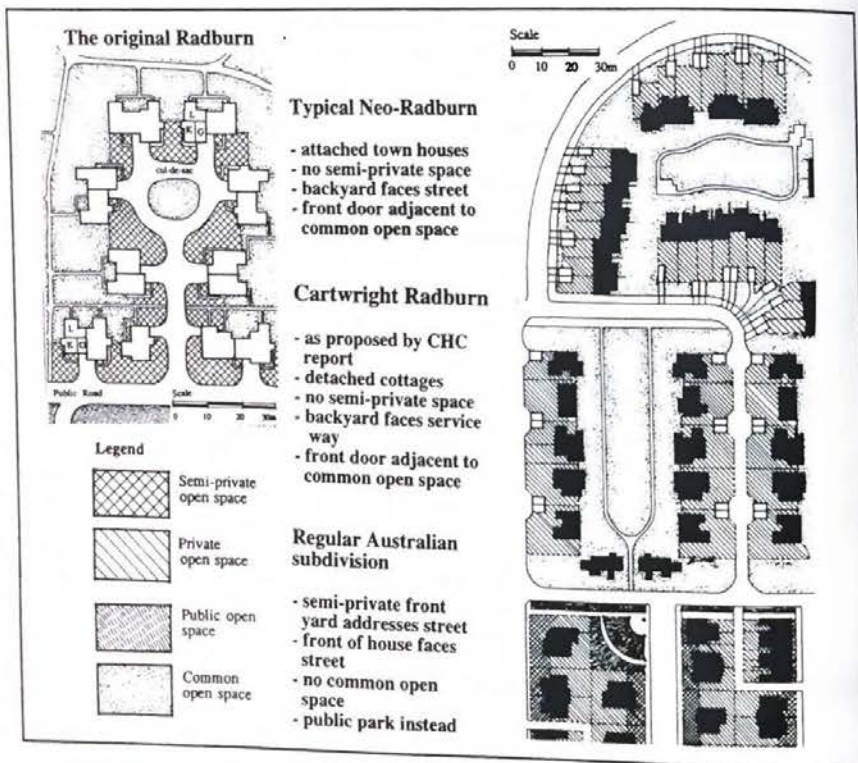 The original Radburn
L
K G
cul-de-sac
L
K G
Public Road
Scale
0 10 20 30m
Legend
Semi-private
open space
Private
open space
Public open
space
Common
open space
Typical Neo-Radburn
- attached town houses
- no semi-private space
- backyard faces street
- front door adjacent to
common open space
Cartwright Radburn
- as proposed by CHC
report
- detached cottages
- no semi-private space
- backyard faces service
way
- front door adjacent to
common open space
Regular Australian
subdivision
- semi-private front
yard addresses street
- front of house faces
street
- no common open
space
- public park instead
Scale
0 10 20 30m